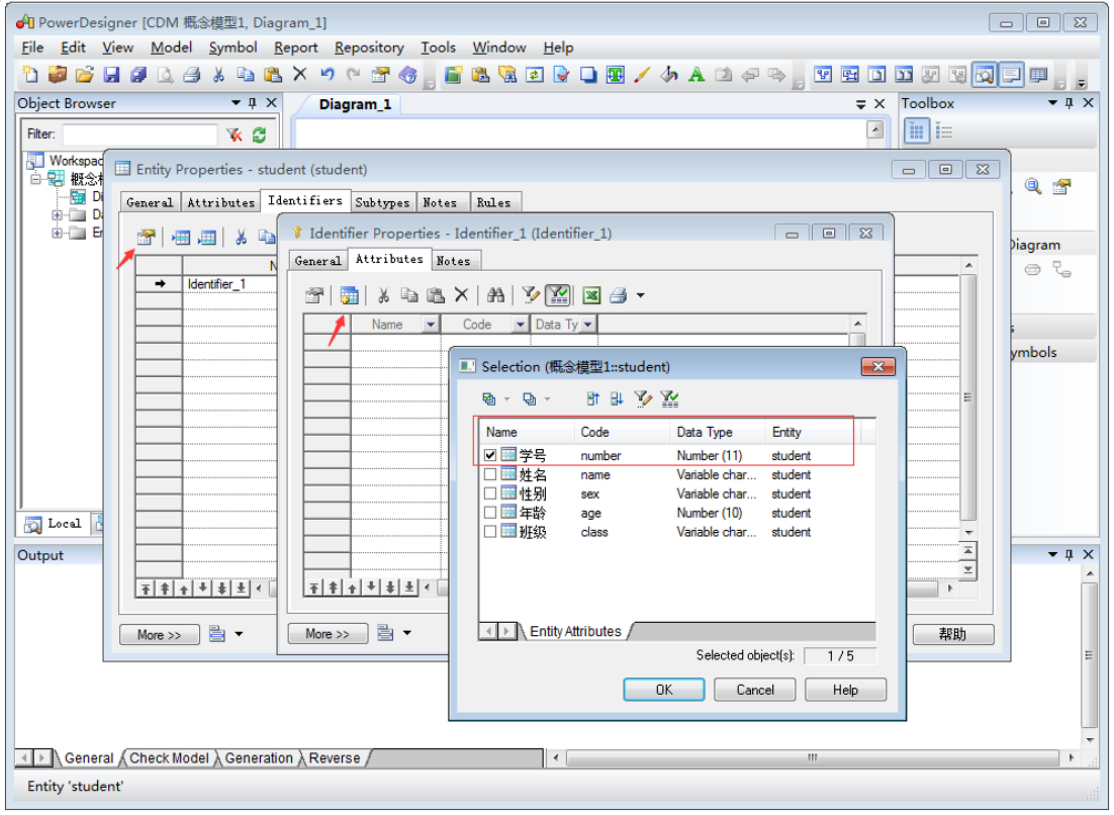 PowerDesigner [CDM 概念模型1, Diagram_1]
File Edit View Model Symbol Report Repository Tools Window Help
Object Browser
Diagram_1
Toolbox
Filter:
Workspac
概念
Di
Da
Er
Entity Properties - student (student)
General Attributes Identifiers Subtypes Notes Rules
N
Identifier_1
Identifier Properties - Identifier_1 (Identifier_1)
General Attributes Notes
Name Code Data Ty
Diagram
ymbols
Selection (概念模型1::student)
Name Code Data Type Entity
学号 number Number (11) student
姓名 name Variable char... student
性别 sex Variable char... student
年龄 age Number (10) student
班级 class Variable char... student
Entity Attributes
Selected object(s): 1 / 5
OK Cancel Help
More >>
More >>
帮助
Local
Output
General Check Model Generation Reverse
Entity 'student'